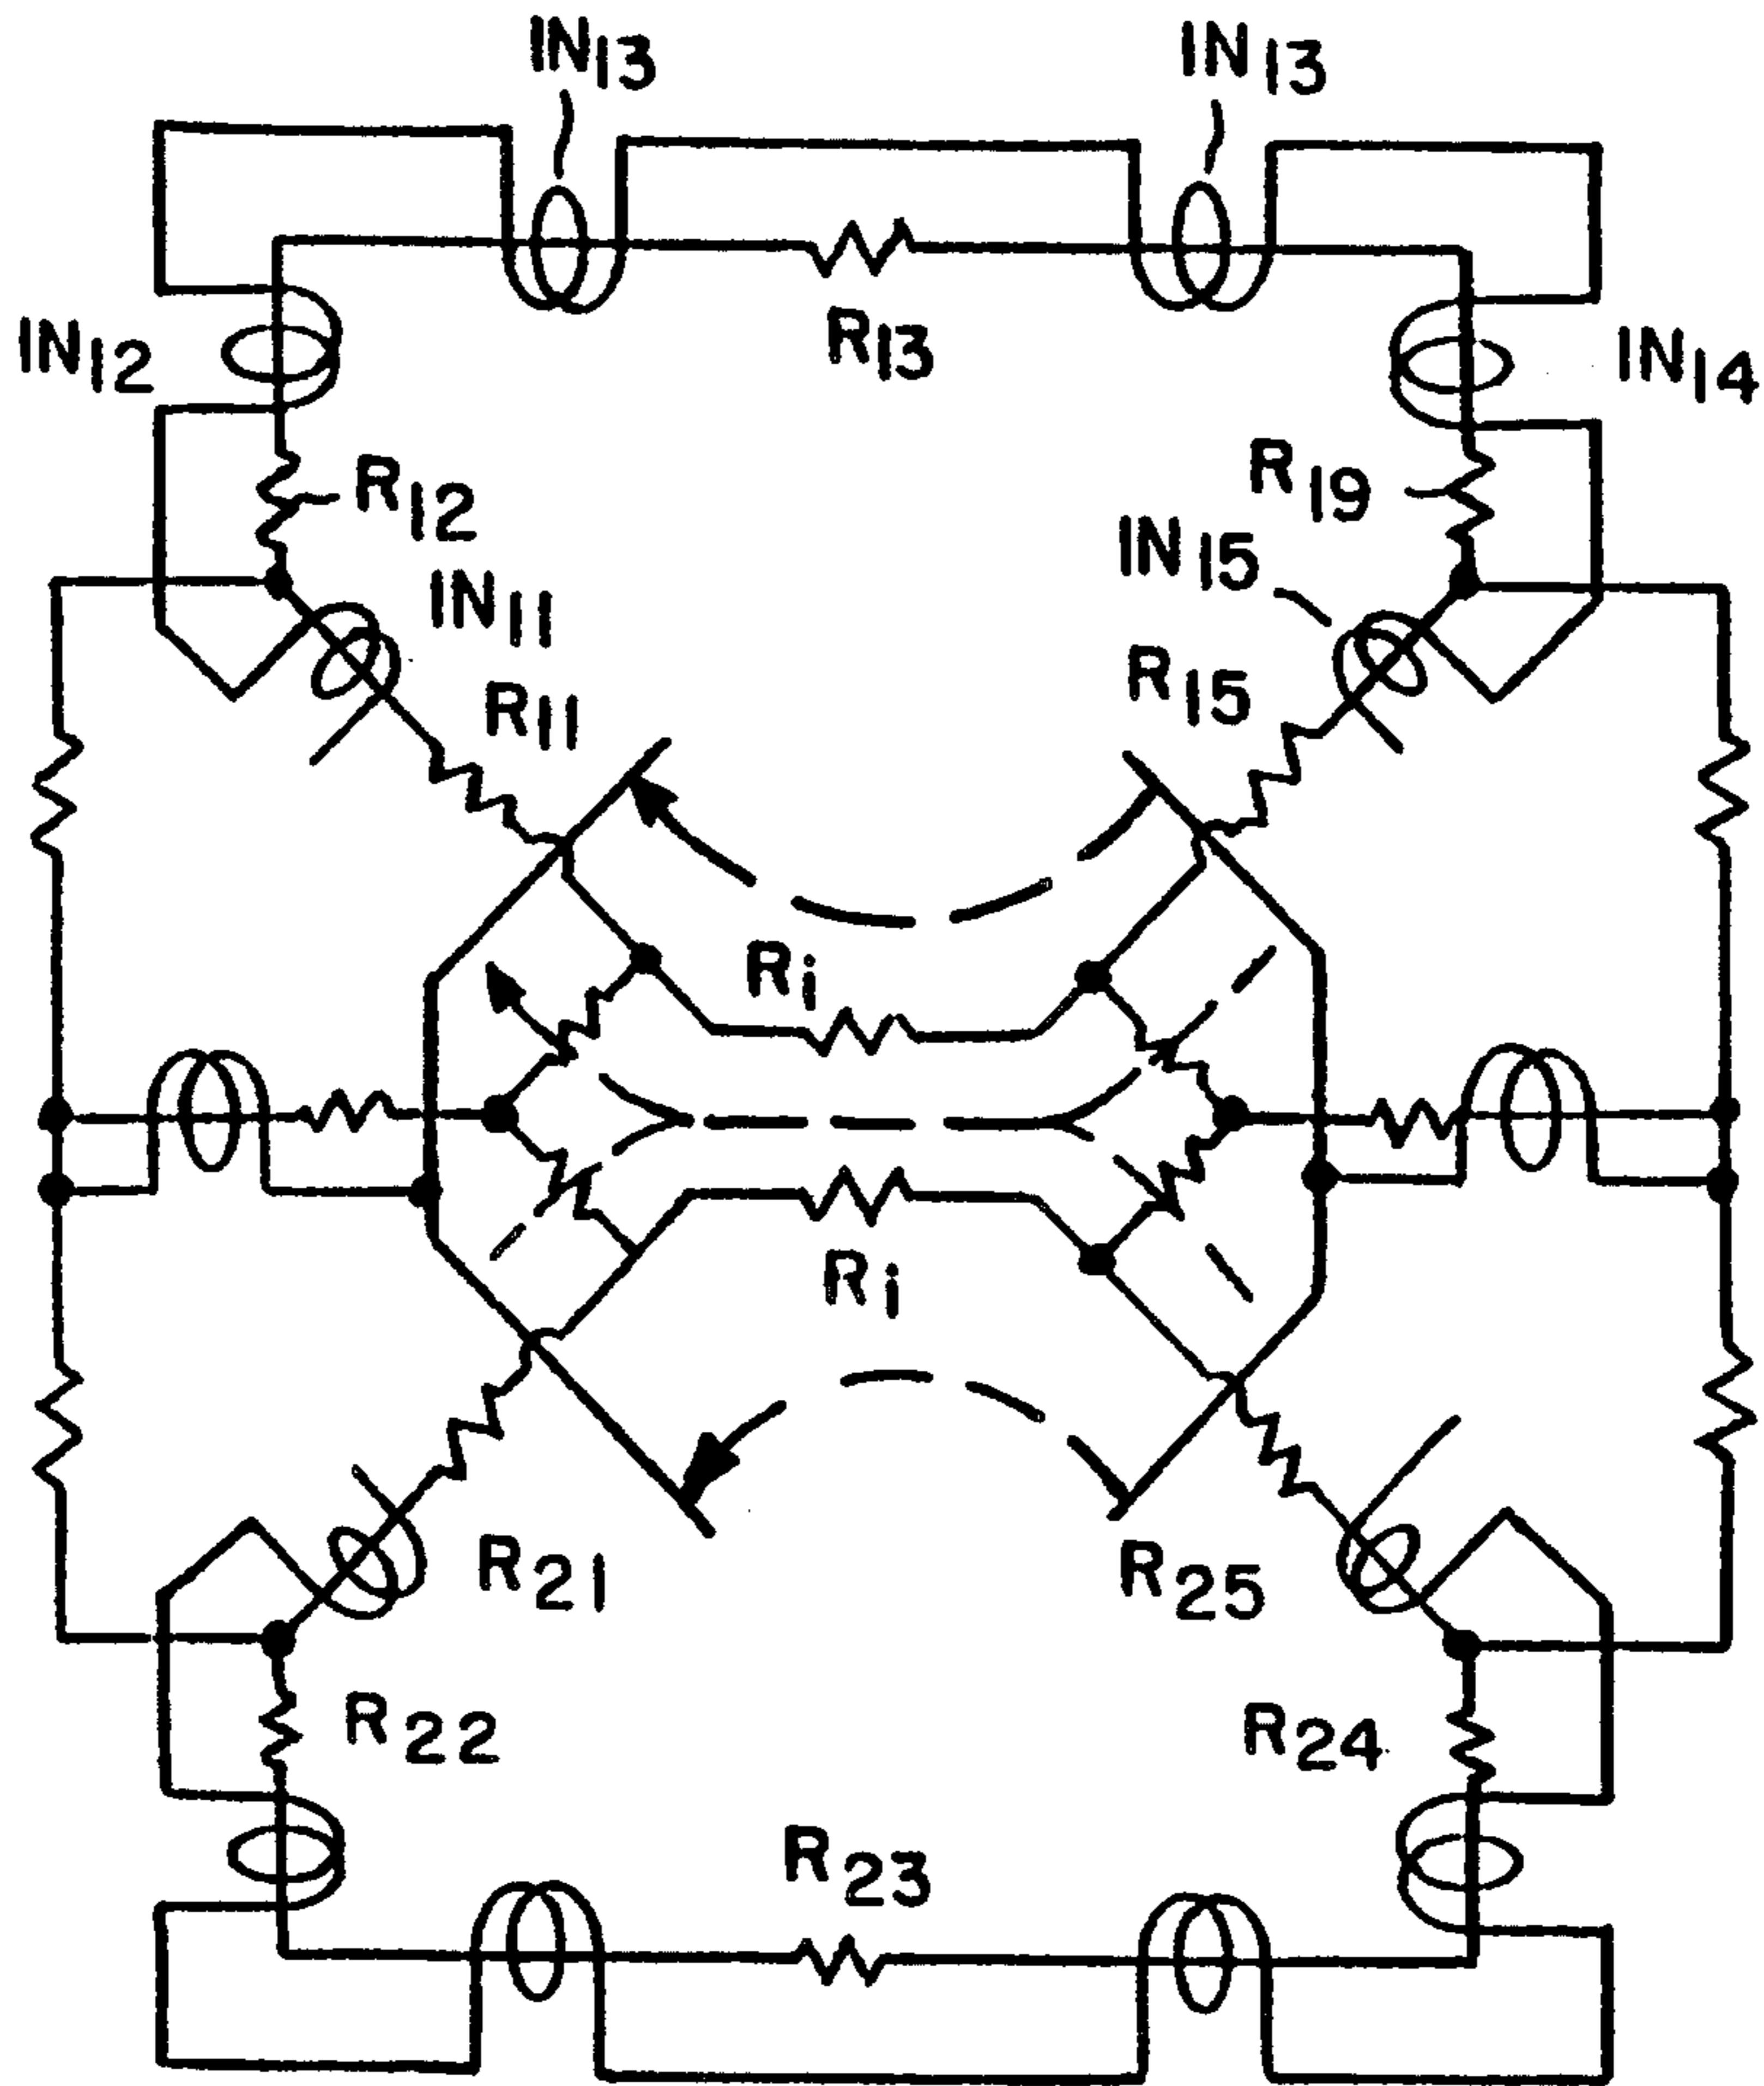 IN13 IN13
IN12 R13 IN14
R12 R19
IN11 IN15
R11 R15
Ri
Ri
R21 R25
R22 R24
R23